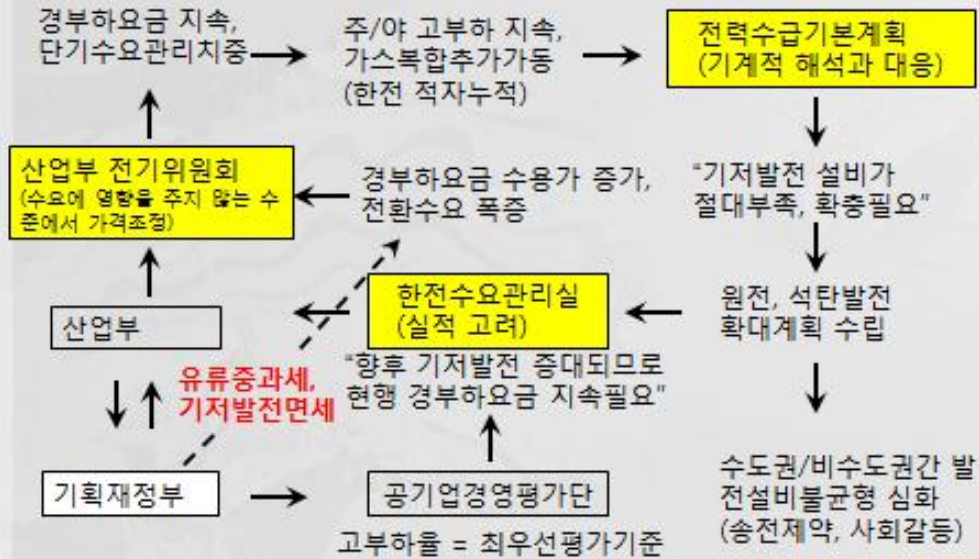 경부하요금 지속,
단기수요관리치중
주/야 고부하 지속,
가스복합추가가동
(한전 적자누적)
전력수급기본계획
(기계적 해석과 대응)
산업부 전기위원회
(수요에 영향을 주지 않는 수
준에서 가격조정)
경부하요금 수용가 증가,
전환수요 폭증
"기저발전 설비가
절대부족, 확충필요"
산업부
한전수요관리실
(실적 고려)
원전, 석탄발전
확대계획 수립
유류중과세,
기저발전면세
"향후 기저발전 증대되므로
현행 경부하요금 지속필요"
기획재정부
공기업경영평가단
고부하율 = 최우선평가기준
수도권/비수도권간 발
전설비불균형 심화
(송전제약, 사회갈등)